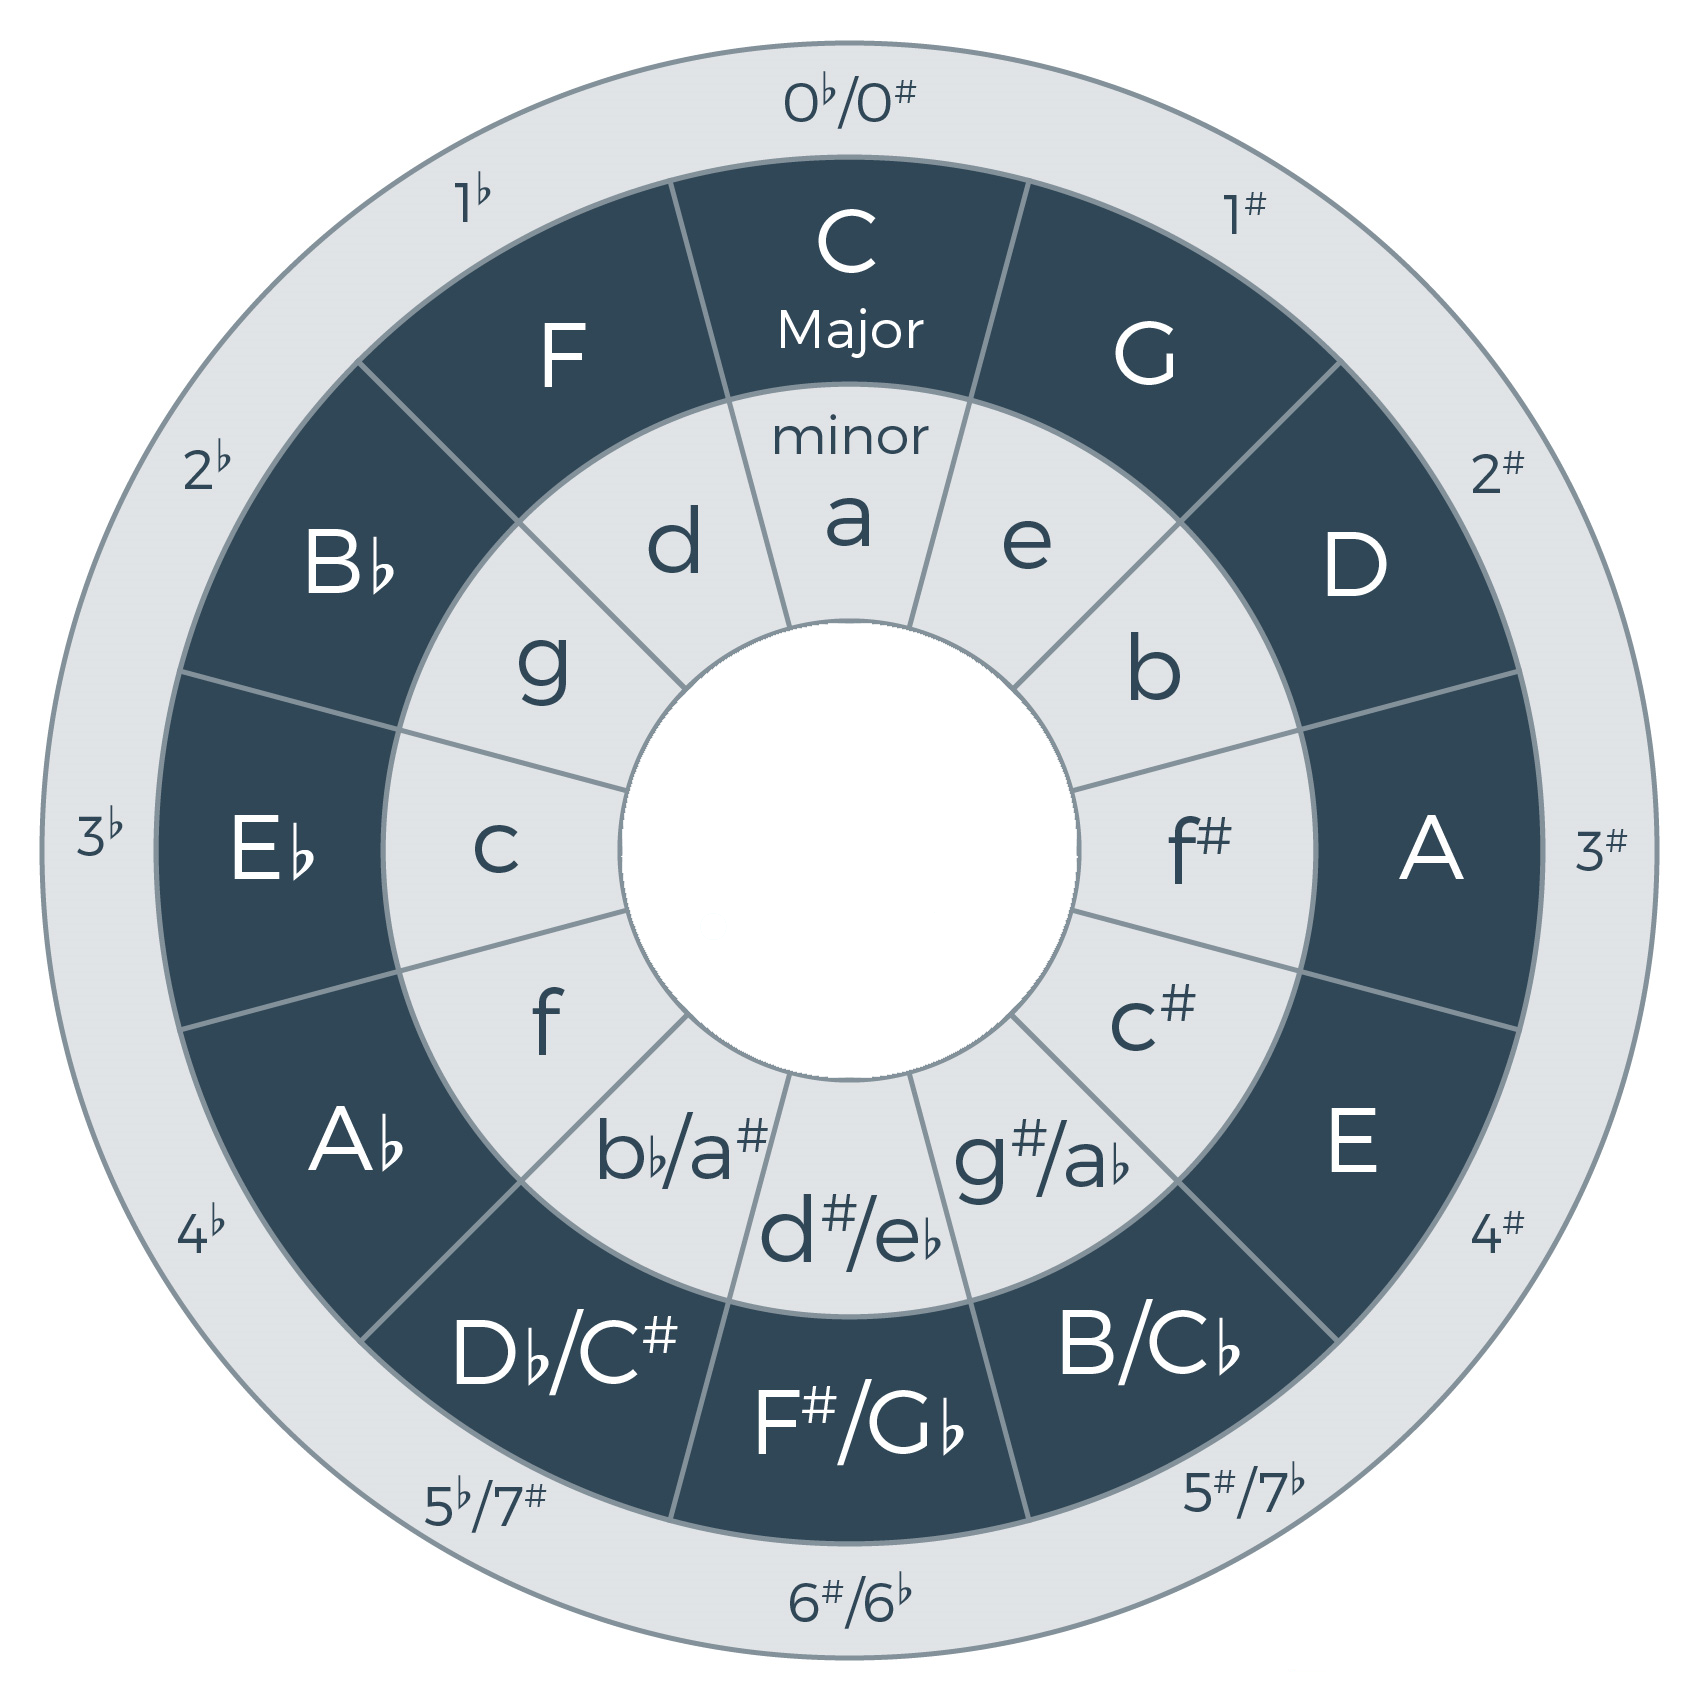 0♭/0#
1#
2#
3#
4#
5#/7♭
6#/6♭
5♭/7#
4♭
3♭
2♭
1♭
C
Major
G
D
A
E
B/C♭
F#/G♭
D♭/C#
A♭
E♭
B♭
F
minor
a
e
b
f#
c#
g#/a♭
d#/e♭
b♭/a#
f
c
g
d